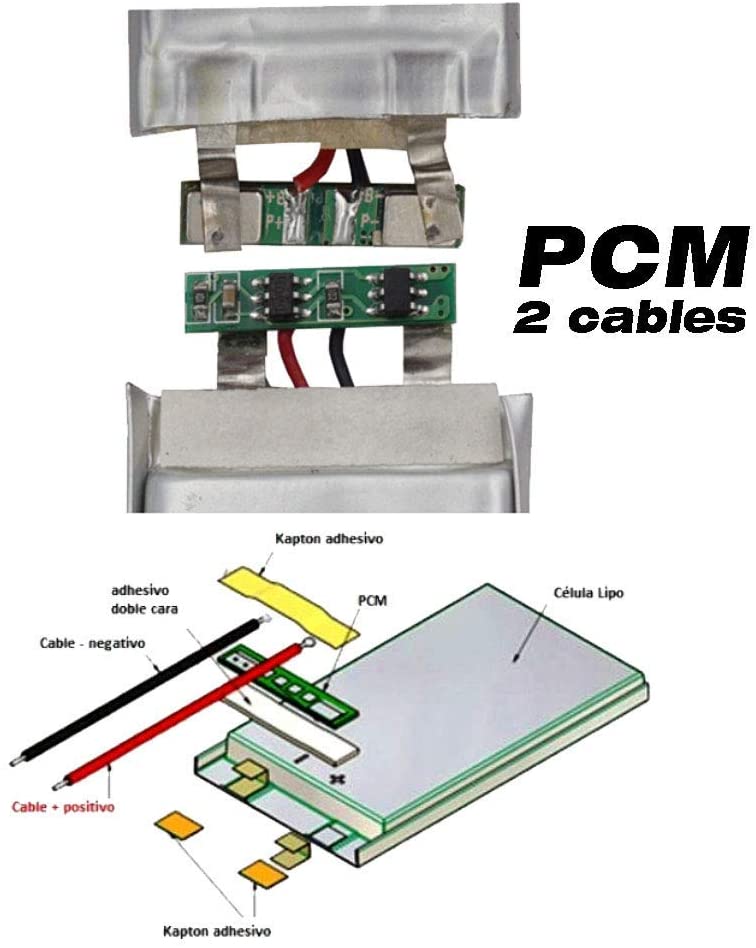 +B B+
P+ P-
PCM
2 cables
Kapton adhesivo
adhesivo
doble cara
PCM
Célula Lipo
Cable - negativo
Cable + positivo
Kapton adhesivo